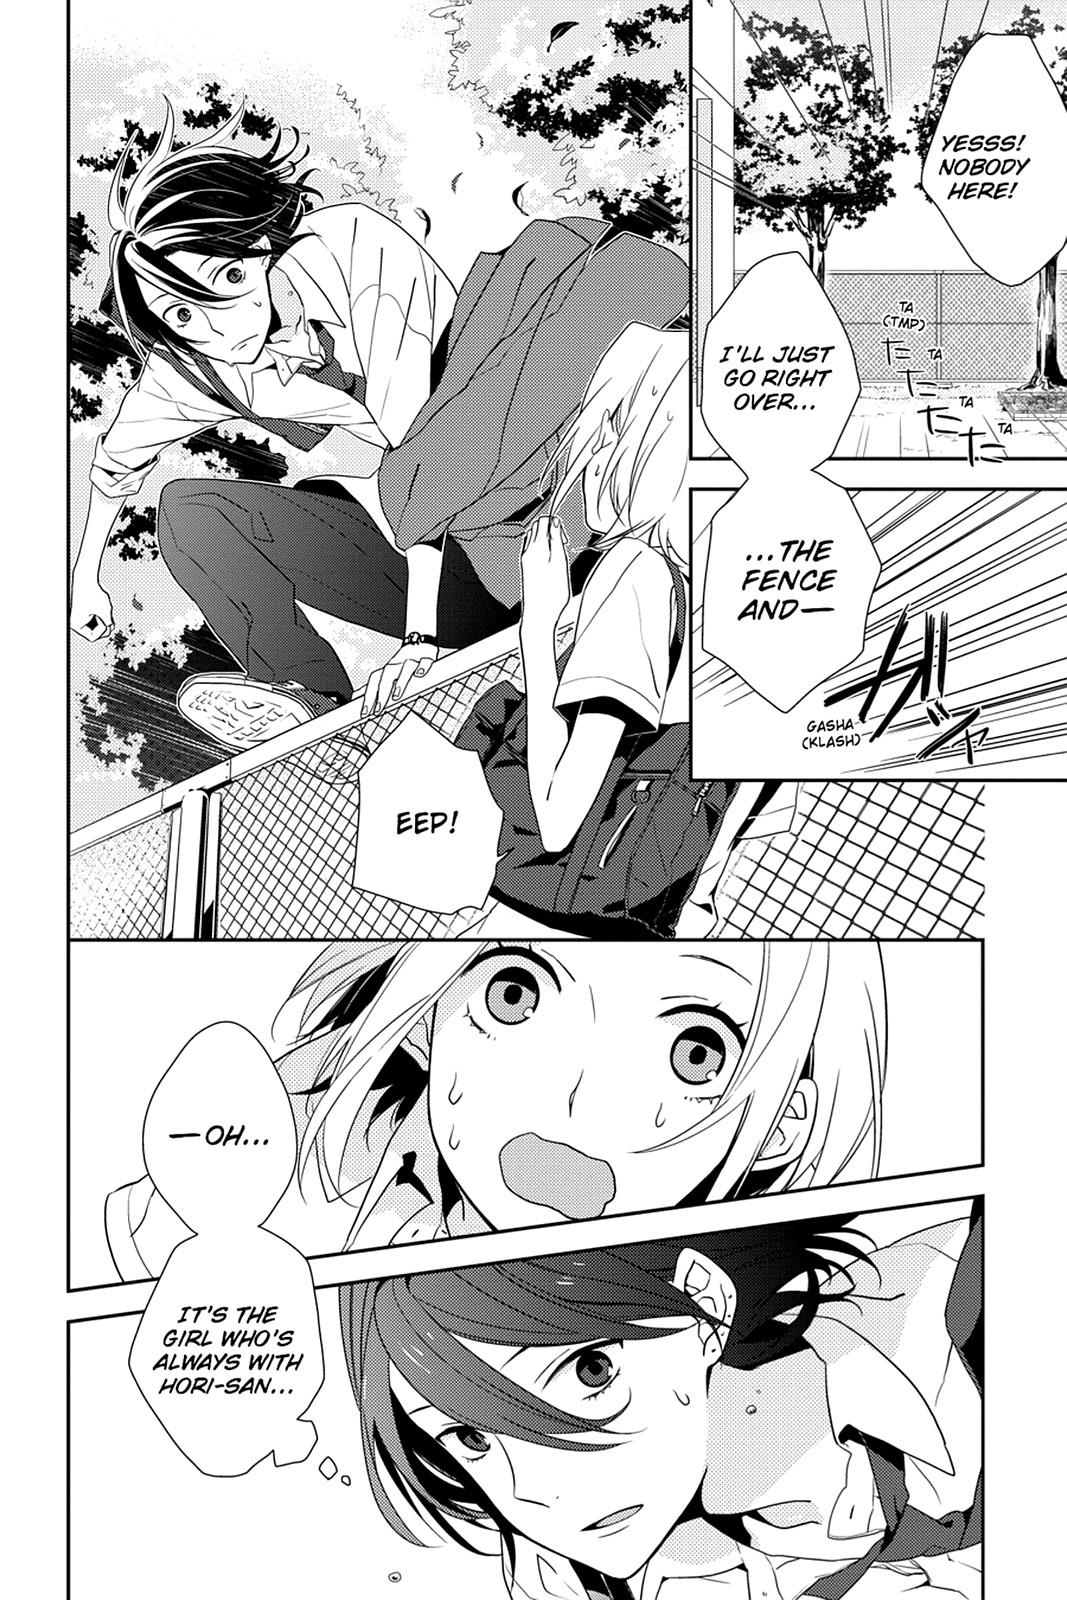 YESSS!
NOBODY
HERE!
TA
(TMP)
たたたた
TA
TA
TA
I'LL JUST
GO RIGHT
OVER...
...THE
FENCE
AND—
ガシャ
GASHA
(KLASH)
EEP!
—OH...
IT'S THE
GIRL WHO'S
ALWAYS WITH
HORI-SAN...